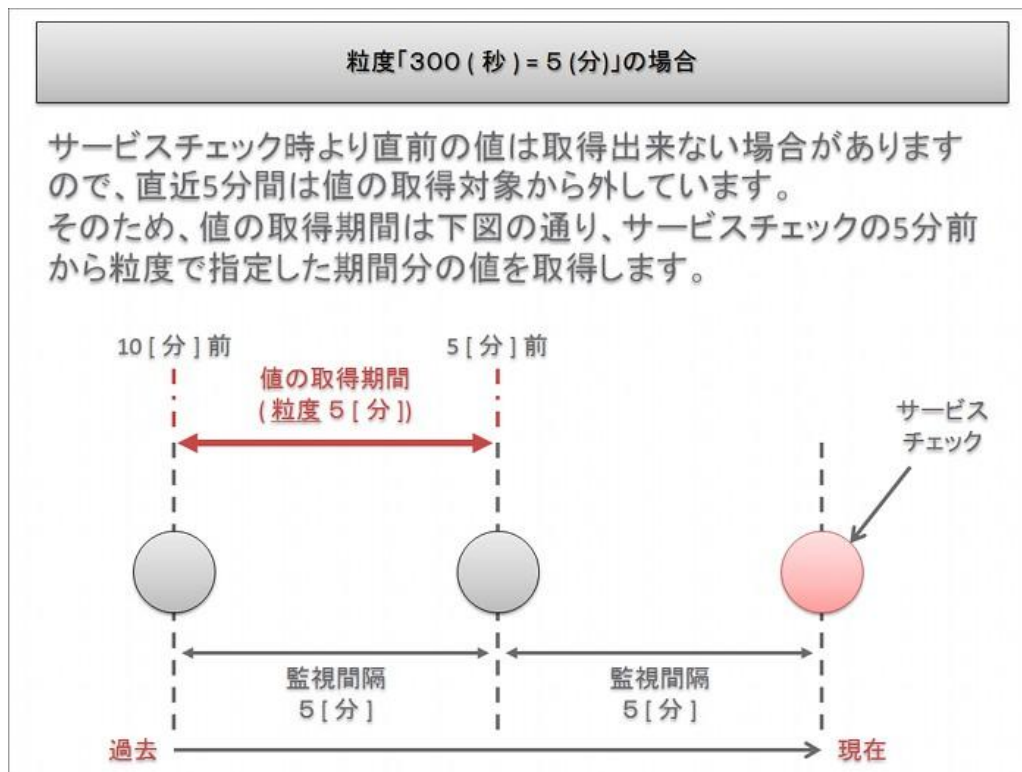 粒度「300 ( 秒 ) = 5 (分)」の場合
サービスチェック時より直前の値は取得出来ない場合があります
ので、直近5分間は値の取得対象から外しています。
そのため、値の取得期間は下図の通り、サービスチェックの5分前
から粒度で指定した期間分の値を取得します。
10 [ 分 ] 前
5 [ 分 ] 前
値の取得期間
( 粒度 5 [ 分 ])
サービス
チェック
監視間隔
5 [ 分 ]
監視間隔
5 [ 分 ]
過去
現在